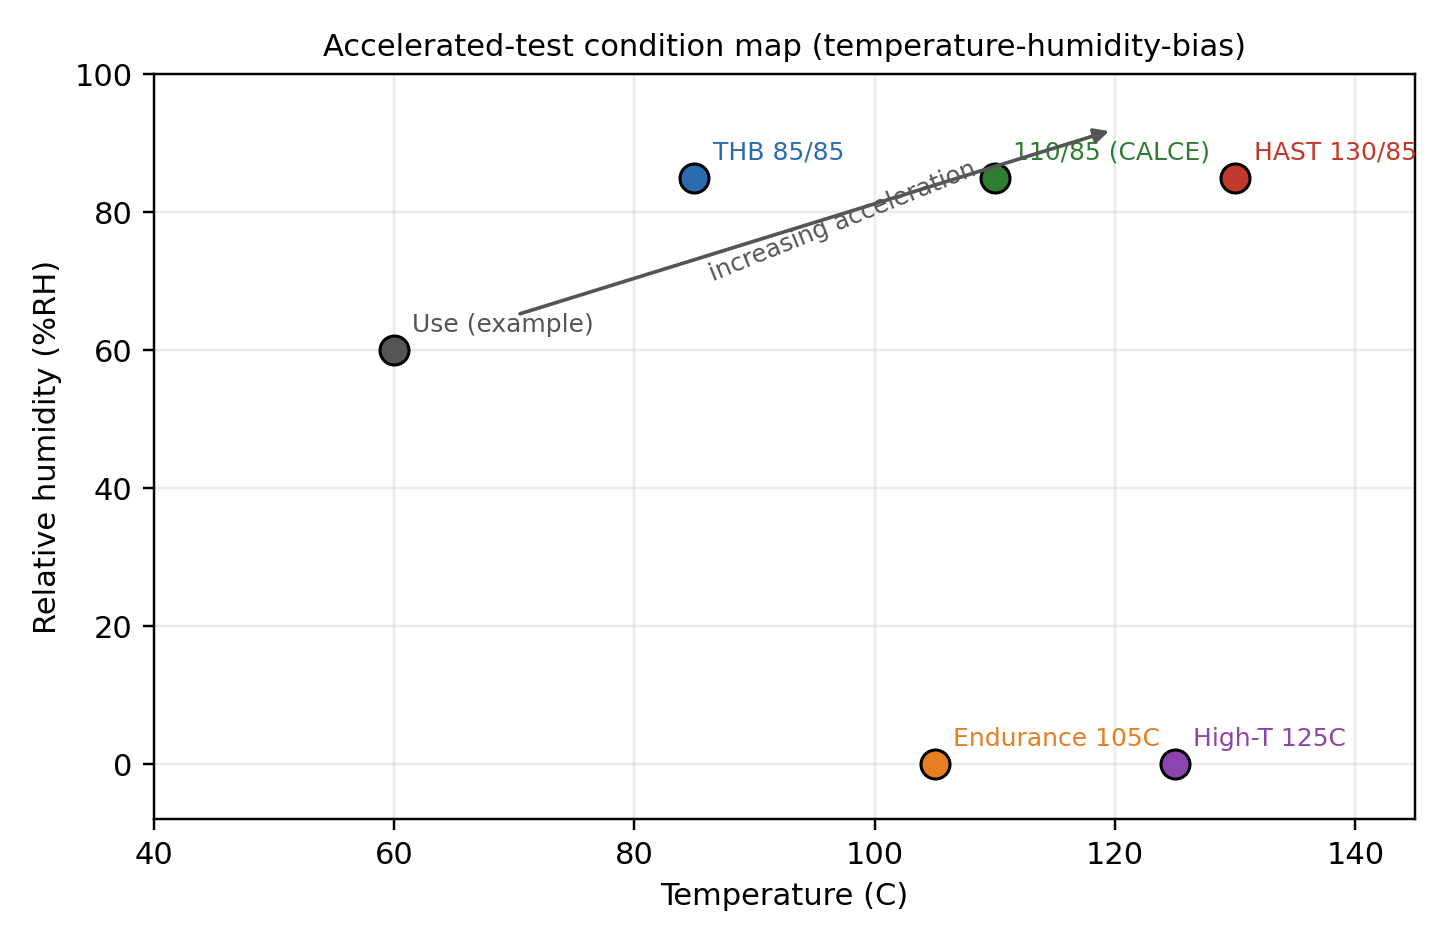 Accelerated-test condition map (temperature-humidity-bias)
100
80
60
40
20
0
Relative humidity (%RH)
THB 85/85
110/85 (CALCE)
HAST 130/85
increasing acceleration
Use (example)
Endurance 105C
High-T 125C
40
60
80
100
120
140
Temperature (C)